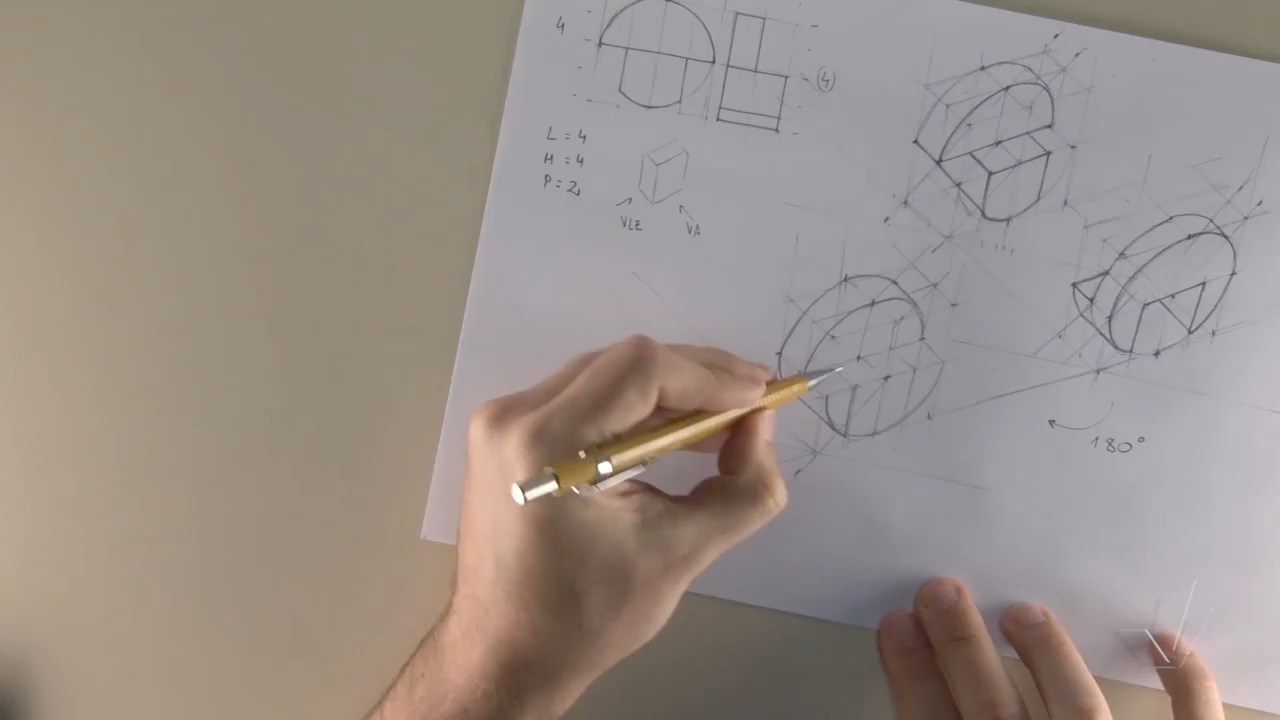 4
4
L = 4
H = 4
P = 2
VLE
VA
180°